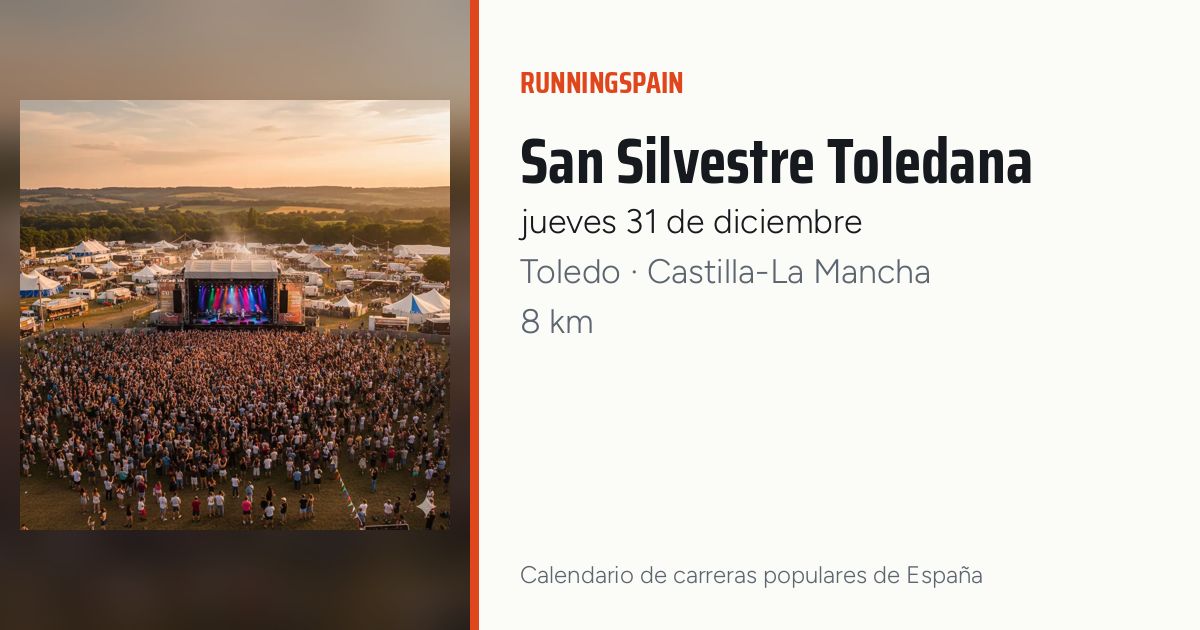 RUNNINGSPAIN
San Silvestre Toledana
jueves 31 de diciembre
Toledo · Castilla-La Mancha
8 km
Calendario de carreras populares de España